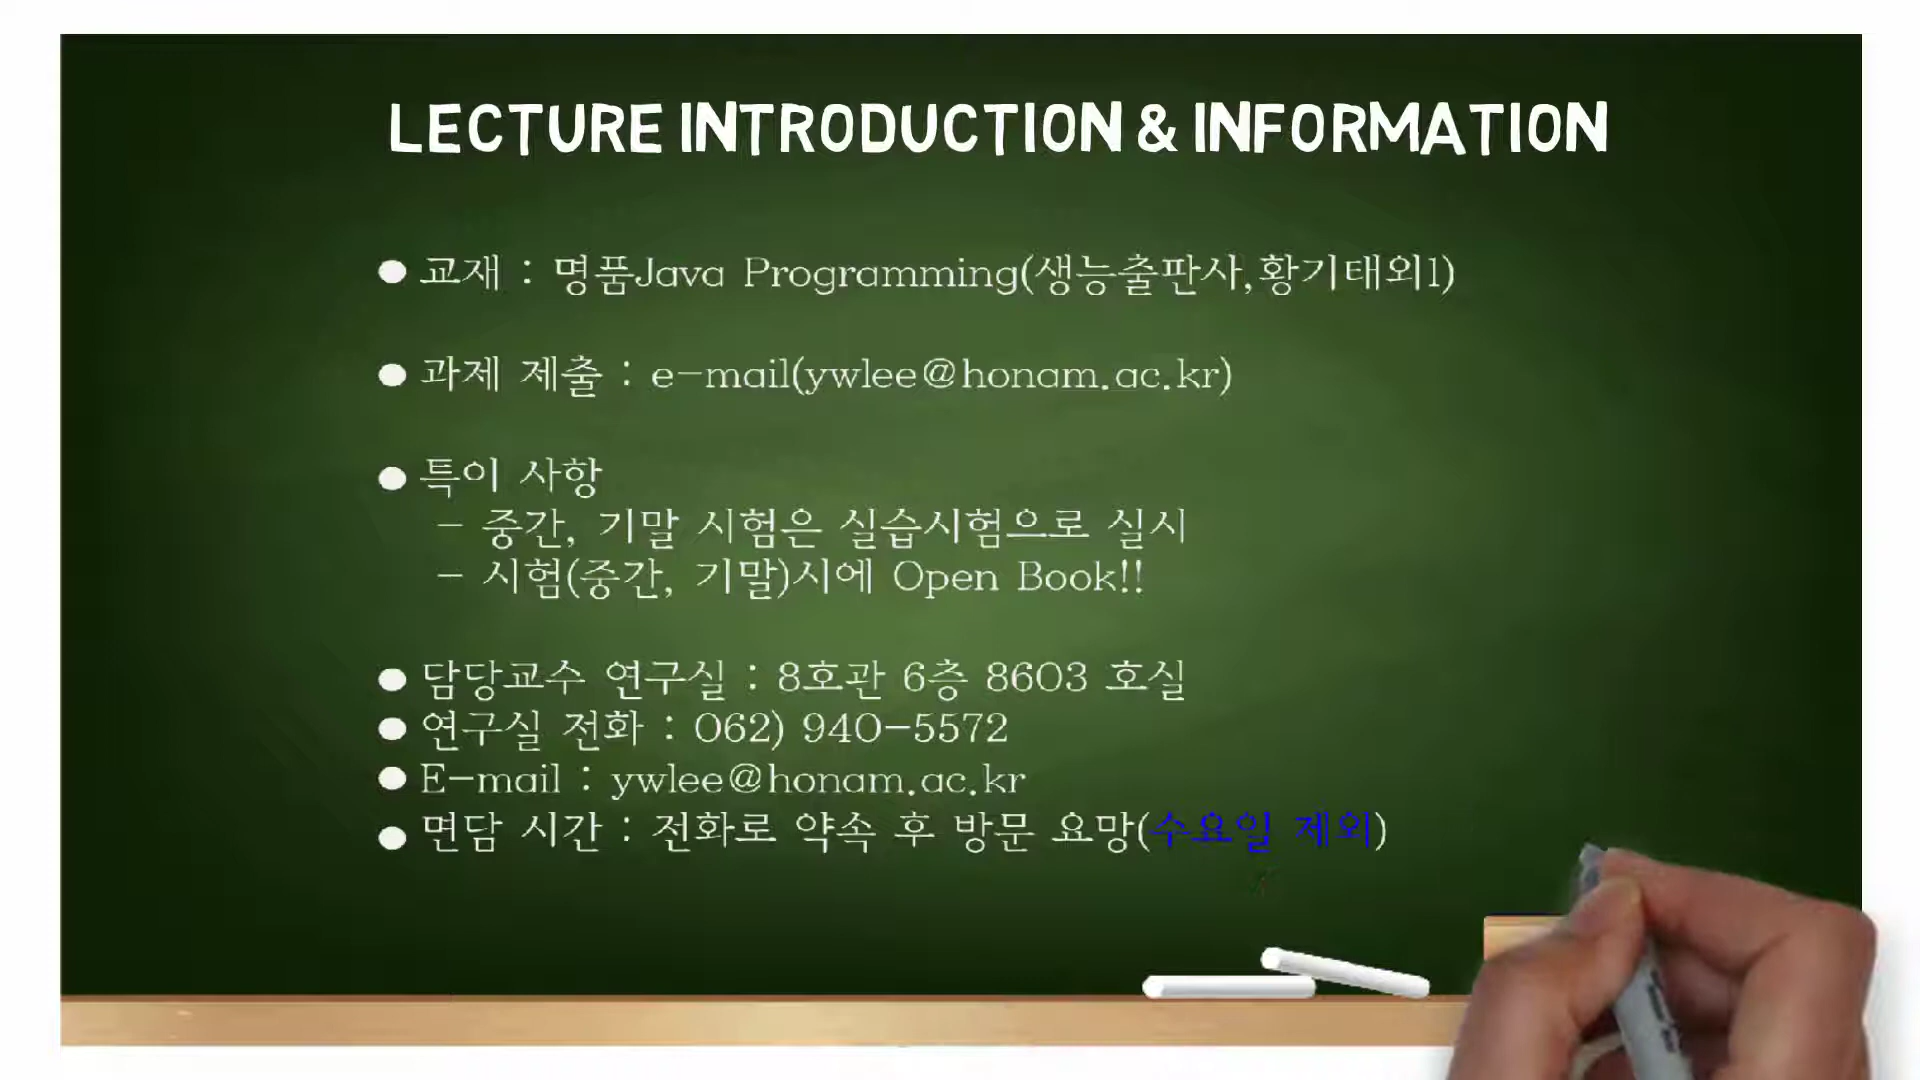 LECTURE INTRODUCTION & INFORMATION
● 교재 : 명품Java Programming(생능출판사,황기태외1)
● 과제 제출 : e-mail(ywlee@honam.ac.kr)
● 특이 사항
- 중간, 기말 시험은 실습시험으로 실시
- 시험(중간, 기말)시에 Open Book!!
● 담당교수 연구실 : 8호관 6층 8603 호실
● 연구실 전화 : 062) 940-5572
● E-mail : ywlee@honam.ac.kr
● 면담 시간 : 전화로 약속 후 방문 요망(수요일 제외)